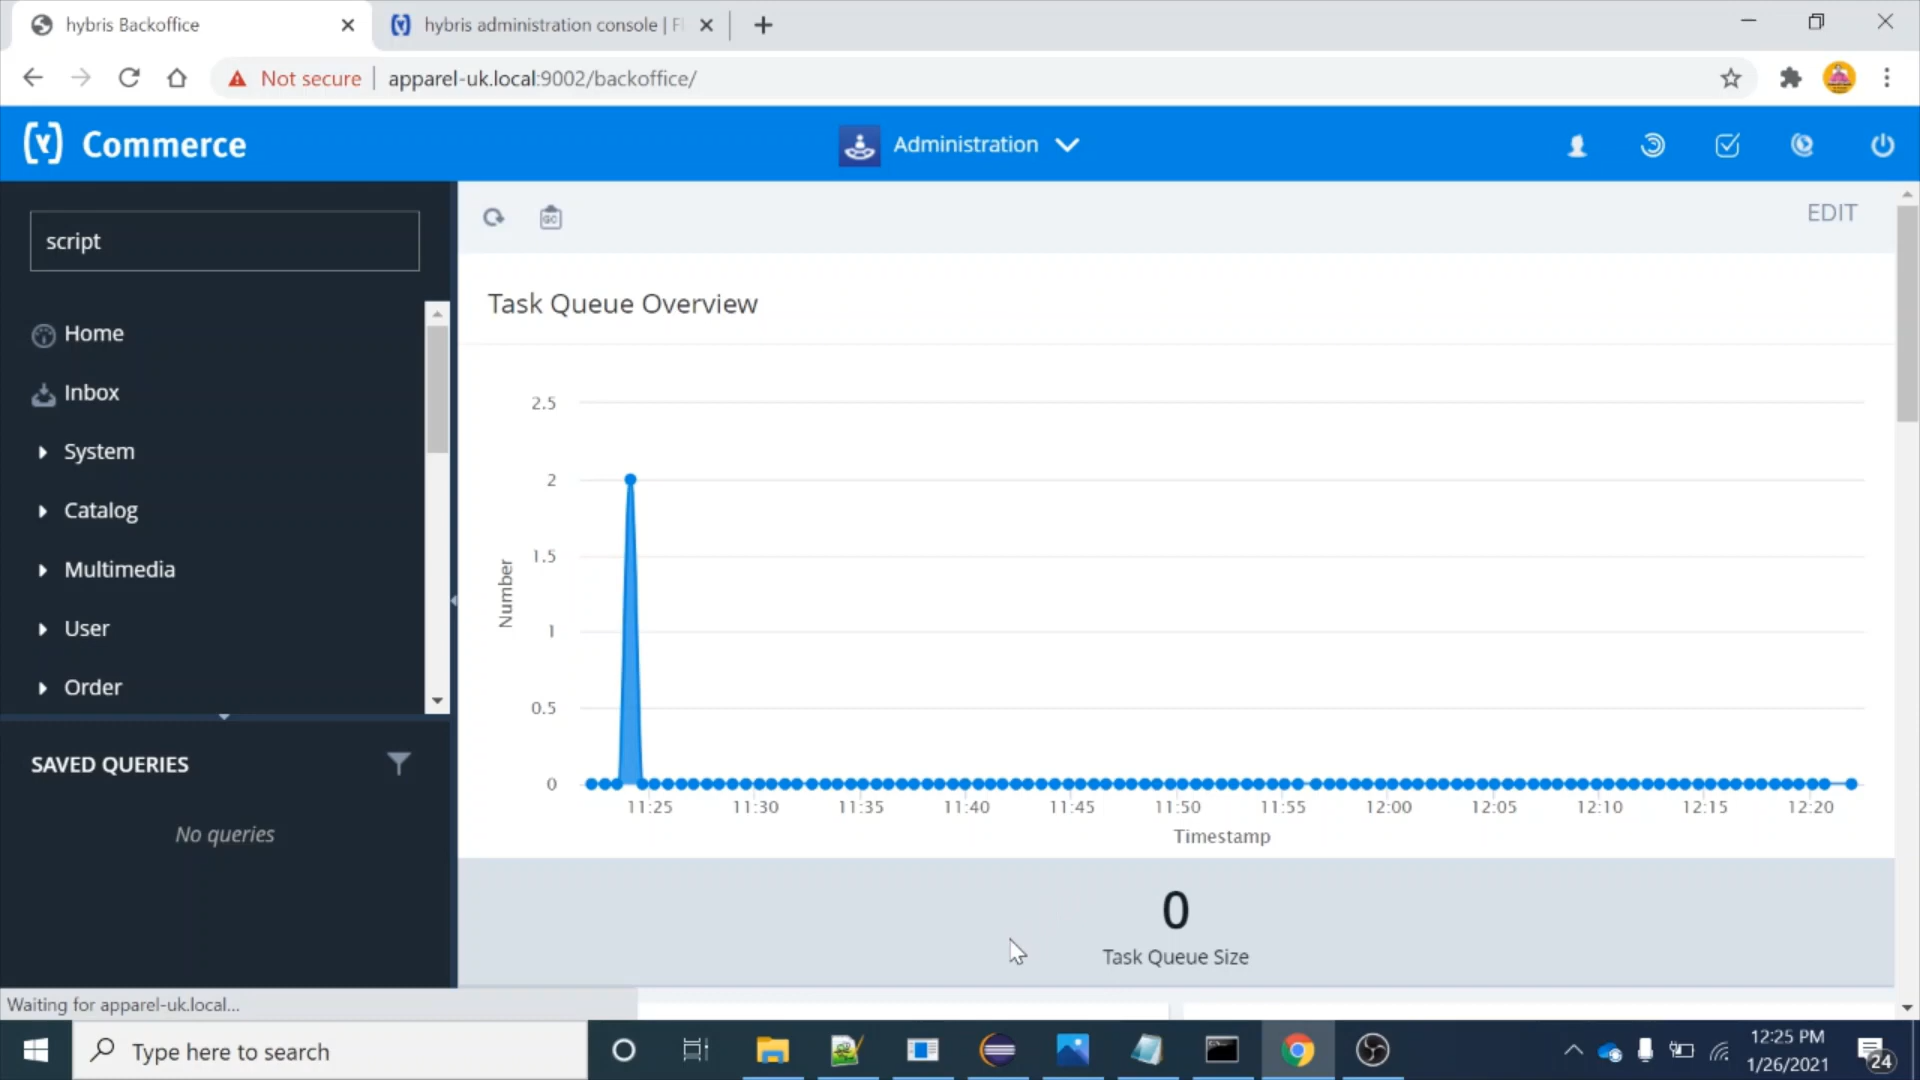 hybris Backoffice
hybris administration console | Fl
Not secure
apparel-uk.local:9002/backoffice/
Commerce
Administration
script
EDIT
Task Queue Overview
Home
Inbox
System
Catalog
Multimedia
User
Order
SAVED QUERIES
No queries
2.5
2
1.5
1
0.5
0
Number
11:25 11:30 11:35 11:40 11:45 11:50 11:55 12:00 12:05 12:10 12:15 12:20
Timestamp
0
Task Queue Size
Waiting for apparel-uk.local...
Type here to search
12:25 PM
1/26/2021
24